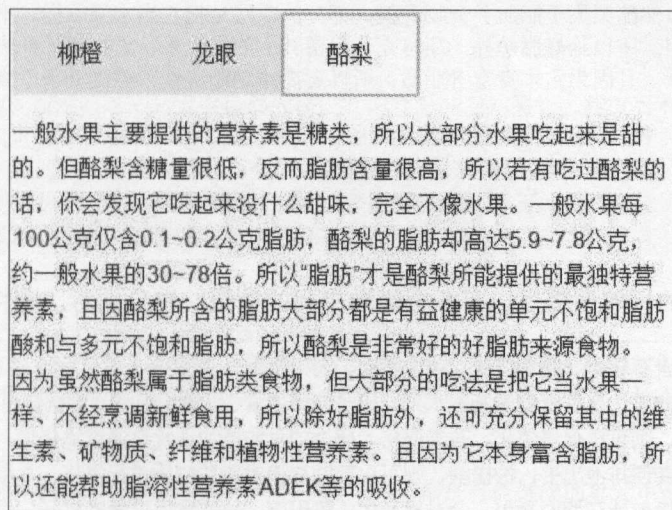 柳橙 龙眼 酪梨
一般水果主要提供的营养素是糖类，所以大部分水果吃起来是甜
的。但酪梨含糖量很低，反而脂肪含量很高，所以若有吃过酪梨的
话，你会发现它吃起来没什么甜味，完全不像水果。一般水果每
100公克仅含0.1~0.2公克脂肪，酪梨的脂肪却高达5.9~7.8公克，
约一般水果的30~78倍。所以“脂肪”才是酪梨所能提供的最独特营
养素，且因酪梨所含的脂肪大部分都是有益健康的单元不饱和脂肪
酸和与多元不饱和脂肪，所以酪梨是非常好的好脂肪来源食物。
因为虽然酪梨属于脂肪类食物，但大部分的吃法是把它当水果一
样、不经烹调新鲜食用，所以除好脂肪外，还可充分保留其中的维
生素、矿物质、纤维和植物性营养素。且因为它本身富含脂肪，所
以还能帮助脂溶性营养素ADEK等的吸收。